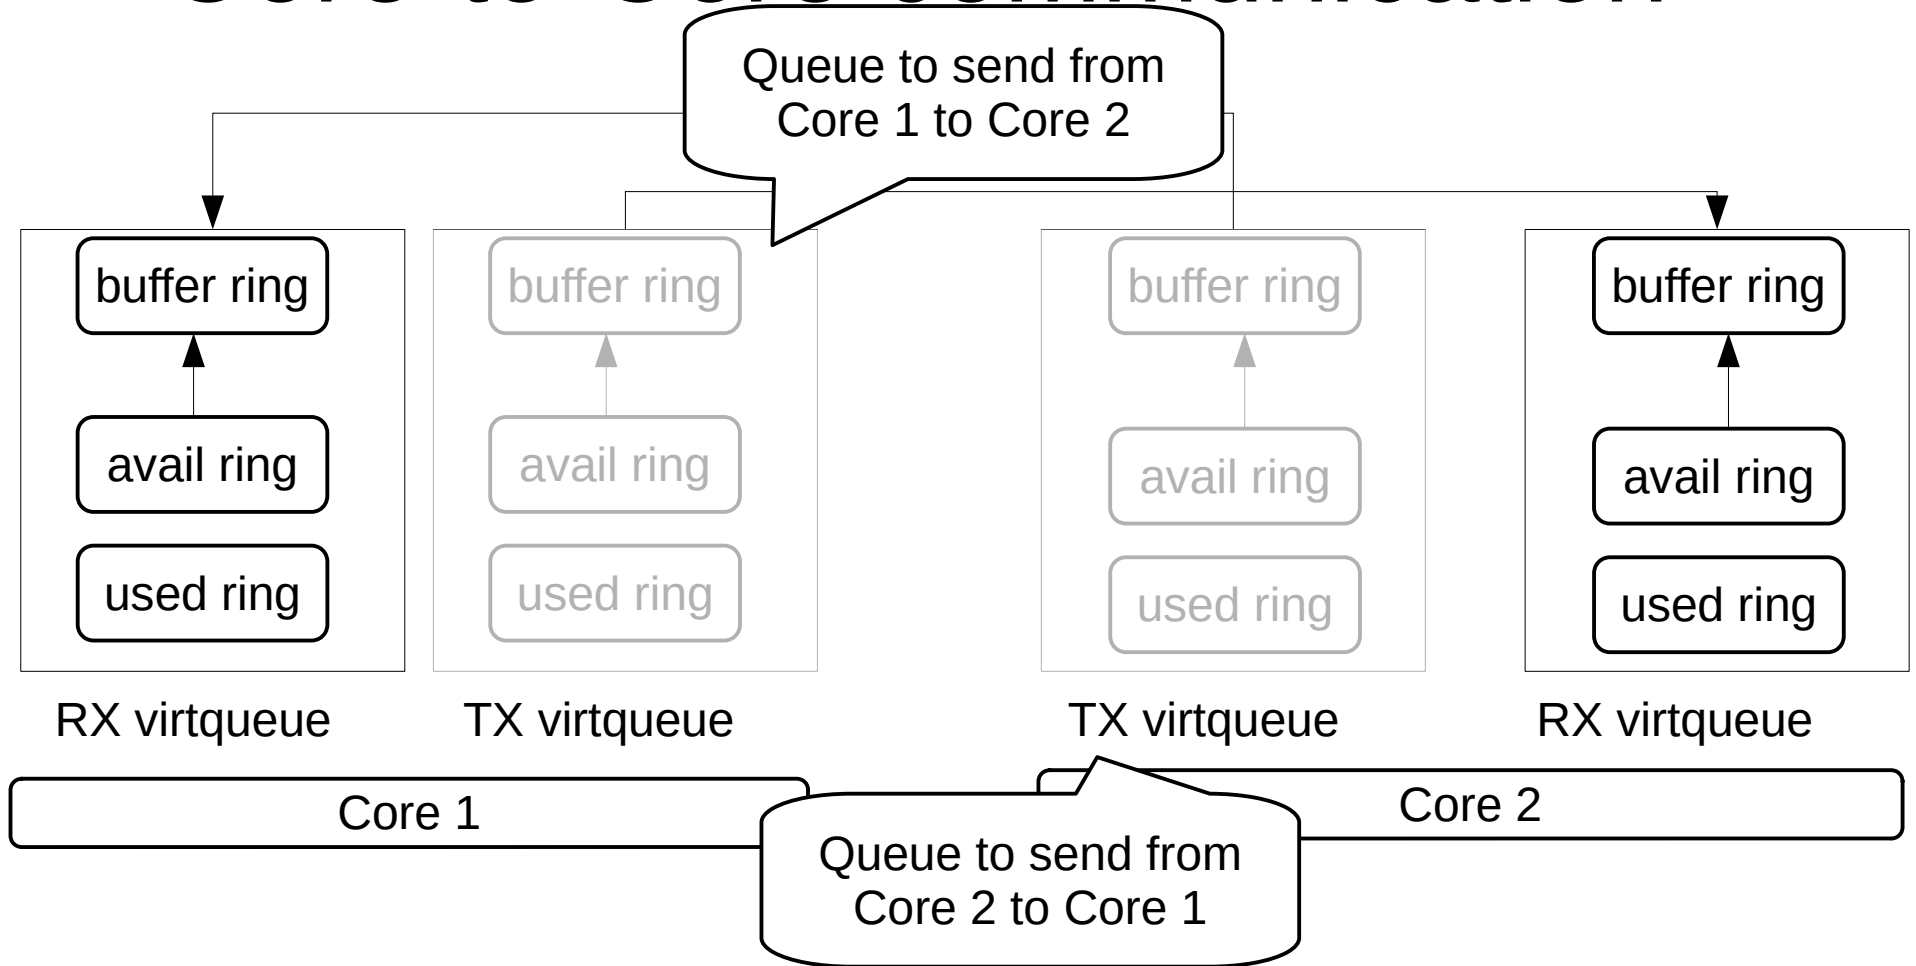 Queue to send from
Core 1 to Core 2
buffer ring
buffer ring
buffer ring
buffer ring
avail ring
avail ring
avail ring
avail ring
used ring
used ring
used ring
used ring
RX virtqueue
TX virtqueue
TX virtqueue
RX virtqueue
Core 1
Core 2
Queue to send from
Core 2 to Core 1